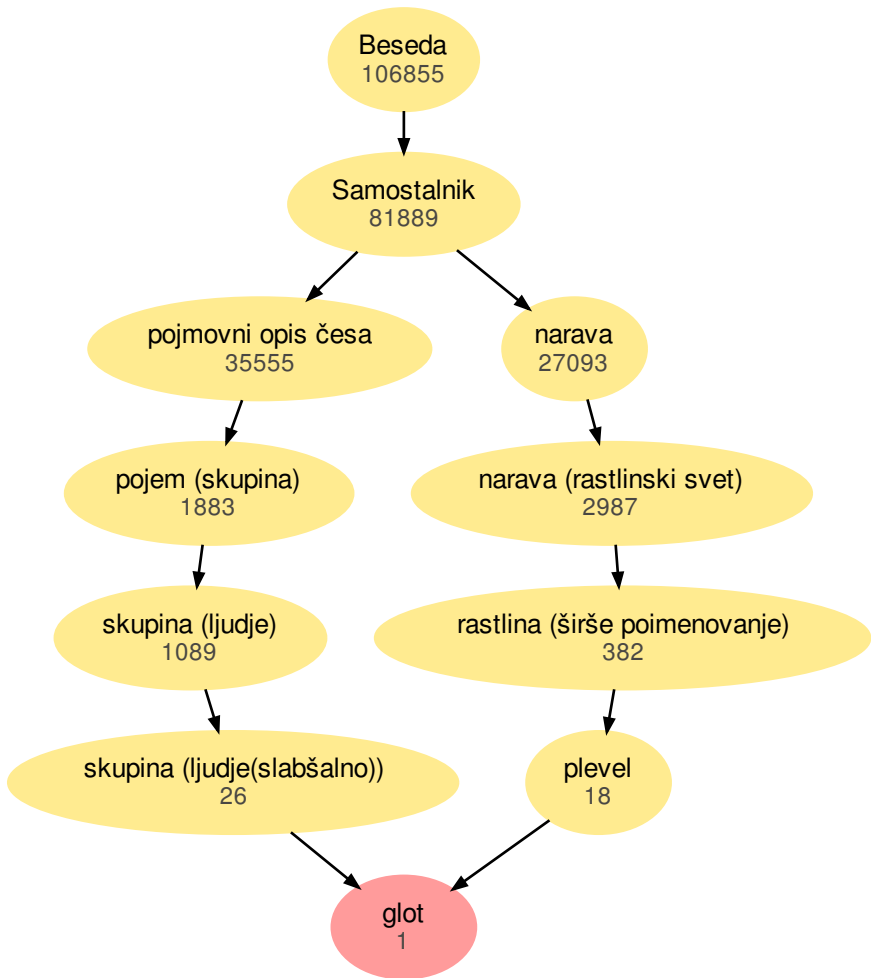 Beseda
106855
Samostalnik
81889
pojmovni opis česa
35555
narava
27093
pojem (skupina)
1883
narava (rastlinski svet)
2987
skupina (ljudje)
1089
rastlina (širše poimenovanje)
382
skupina (ljudje(slabšalno))
26
plevel
18
glot
1